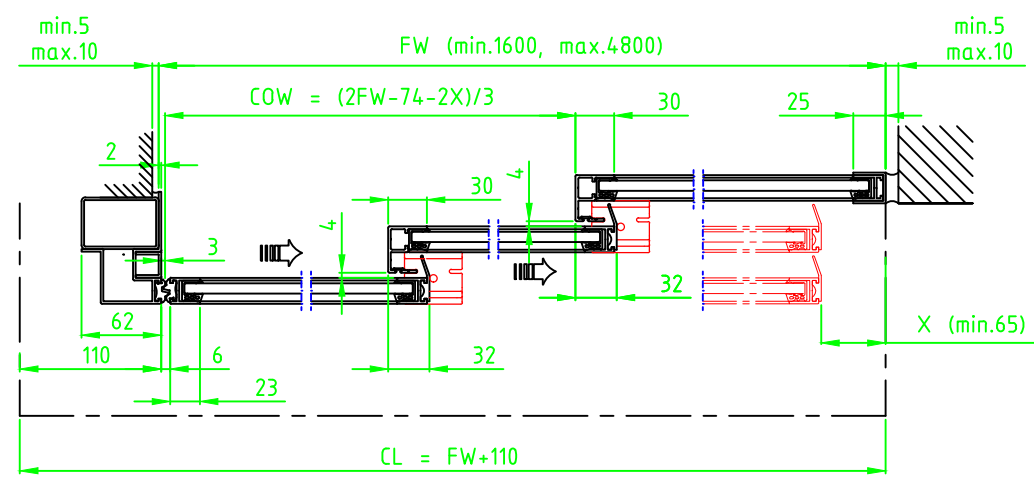 min.5
max.10
FW (min.1600, max.4800)
min.5
max.10
COW = (2FW-74-2X)/3
30
25
2
30
4
4
3
32
62
X (min.65)
110
6
32
23
CL = FW+110